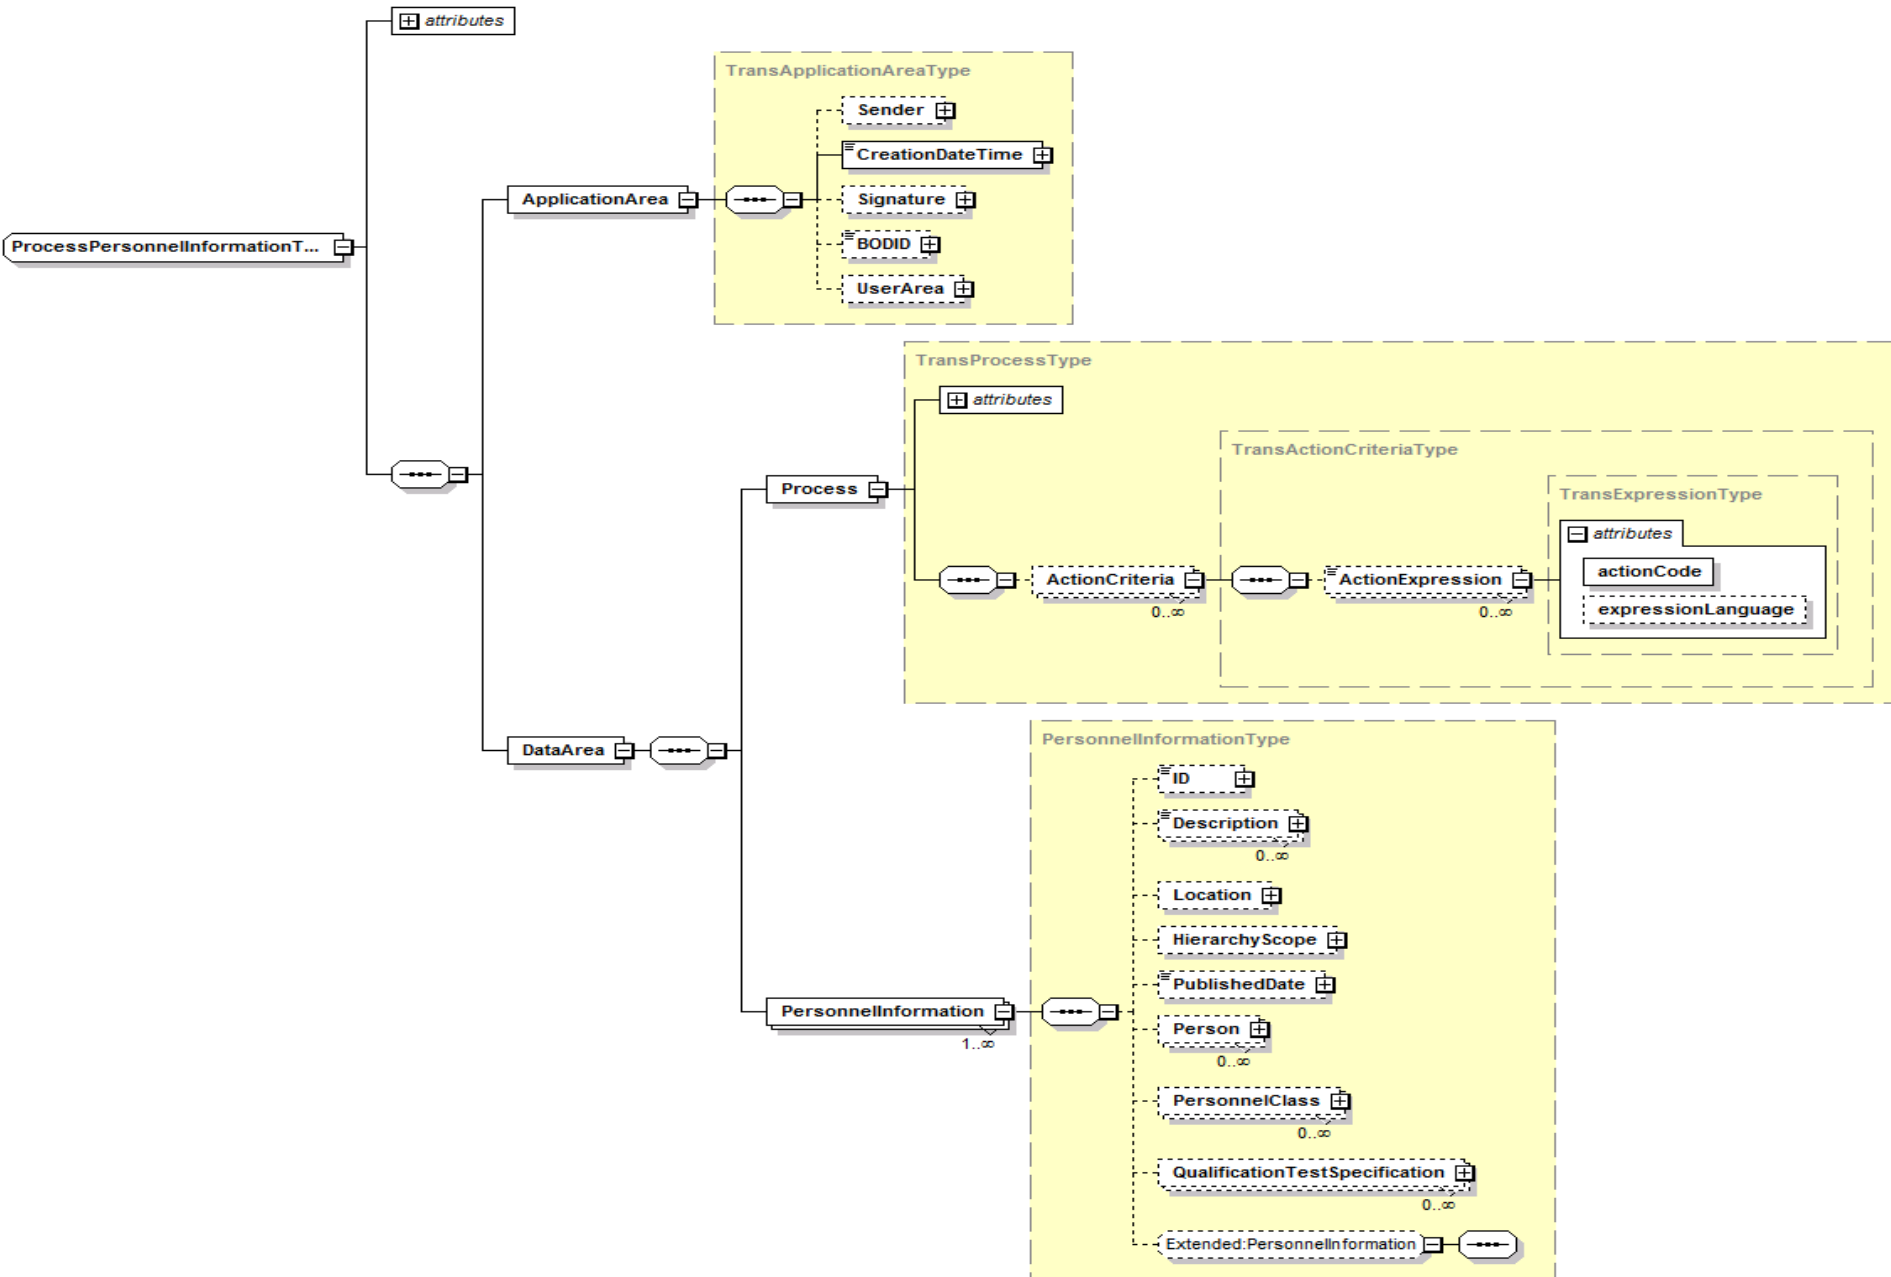 attributes
TransApplicationAreaType
Sender
CreationDateTime
ApplicationArea
Signature
BODID
UserArea
ProcessPersonnelInformationT...
TransProcessType
attributes
TransActionCriteriaType
Process
TransExpressionType
attributes
actionCode
expressionLanguage
ActionCriteria
0..∞
ActionExpression
0..∞
DataArea
PersonnelInformationType
ID
Description
0..∞
Location
HierarchyScope
PublishedDate
PersonnelInformation
1..∞
Person
0..∞
PersonnelClass
0..∞
QualificationTestSpecification
0..∞
Extended:PersonnelInformation